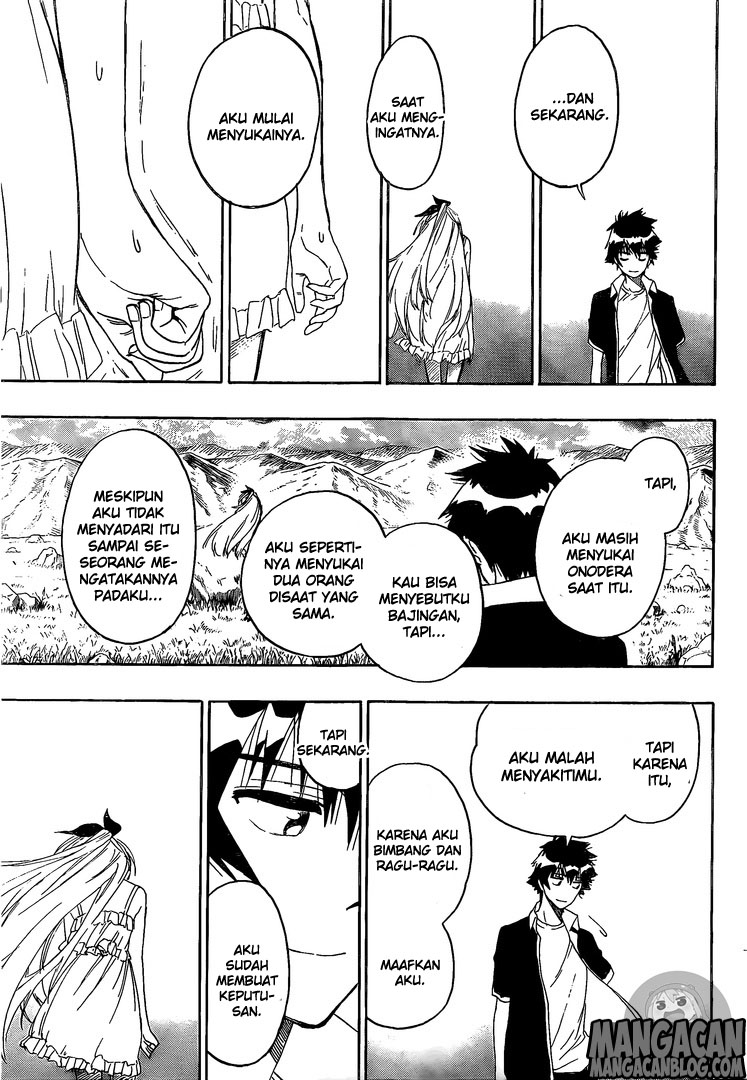 ...DAN
SEKARANG.
SAAT
AKU MENG-
INGATNYA.
AKU MULAI
MENYUKAINYA.
TAPI,
AKU MASIH
MENYUKAI
ONODERA
SAAT ITU.
KAU BISA
MENYEBUTKU
BAJINGAN,
TAPI...
AKU SEPERTI-
NYA MENYUKAI
DUA ORANG
DISAAT YANG
SAMA.
MESKIPUN
AKU TIDAK
MENYADARI ITU
SAMPAI SE-
SEORANG ME-
NGATAKANNYA
PADAKU...
TAPI
KARENA
ITU,
AKU MALAH
MENYAKITIMU.
KARENA AKU
BIMBANG DAN
RAGU-RAGU.
MAAFKAN
AKU.
TAPI
SEKARANG.
AKU
SUDAH
MEMBUAT
KEPUTU-
SAN.
MANGACAN
MANGACANBLOG.COM